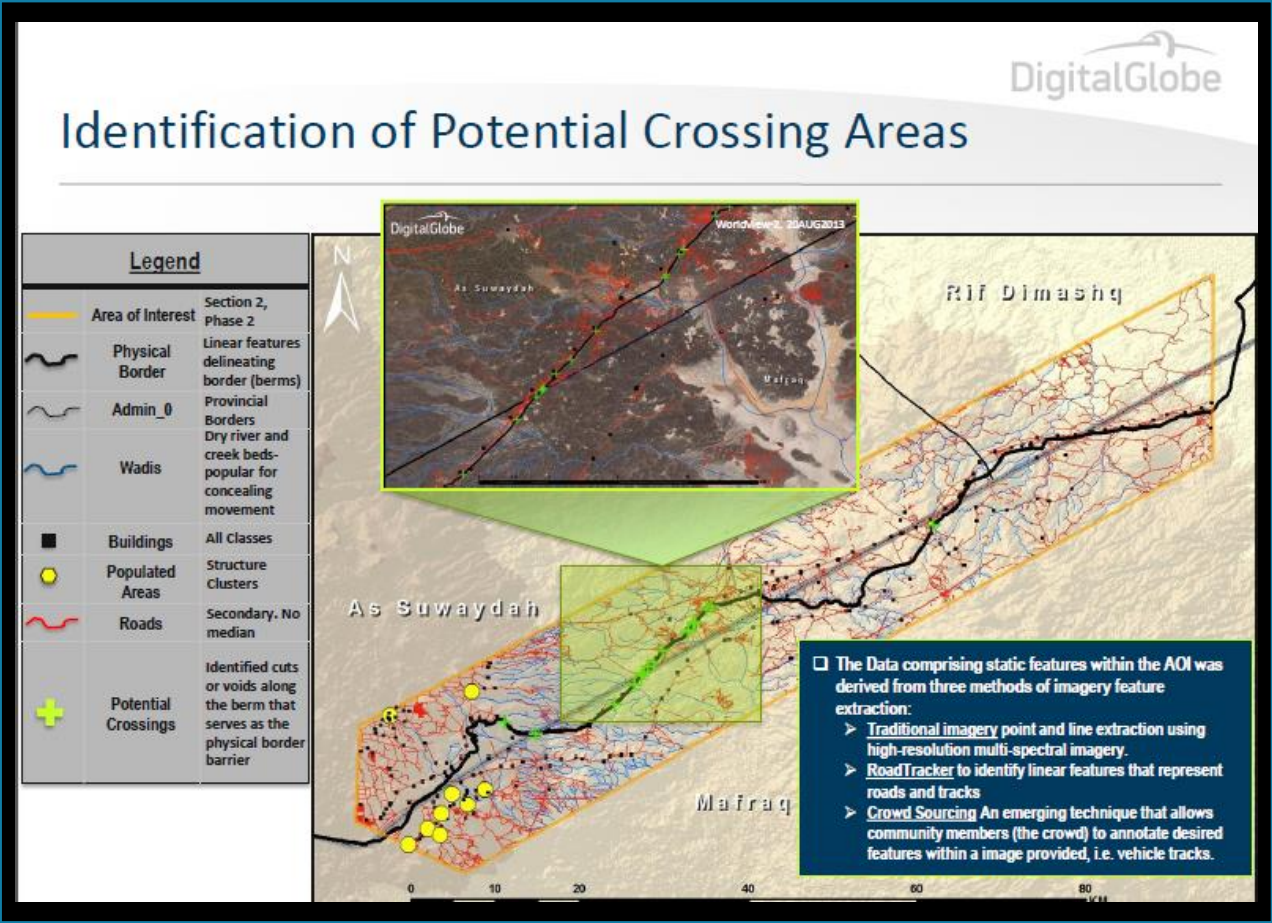 DigitalGlobe
Identification of Potential Crossing Areas
Legend
Area of Interest
Section 2,
Phase 2
Physical
Border
Linear features
delineating
border (berms)
Admin_0
Provincial
Borders
Wadis
Dry river and
creek beds-
popular for
concealing
movement
Buildings
All Classes
Populated
Areas
Structure
Clusters
Roads
Secondary. No
median
Potential
Crossings
Identified cuts
or voids along
the berm that
serves as the
physical border
barrier
N
DigitalGlobe
WorldView-2, 20AUG2013
As Suwaydah
Mafraq
Rif Dimashq
As Suwaydah
Mafraq
❑ The Data comprising static features within the AOI was
derived from three methods of imagery feature
extraction:
➢ Traditional imagery point and line extraction using
high-resolution multi-spectral imagery.
➢ RoadTracker to identify linear features that represent
roads and tracks
➢ Crowd Sourcing An emerging technique that allows
community members (the crowd) to annotate desired
features within a image provided, i.e. vehicle tracks.
0 10 20 40 60 80
KM